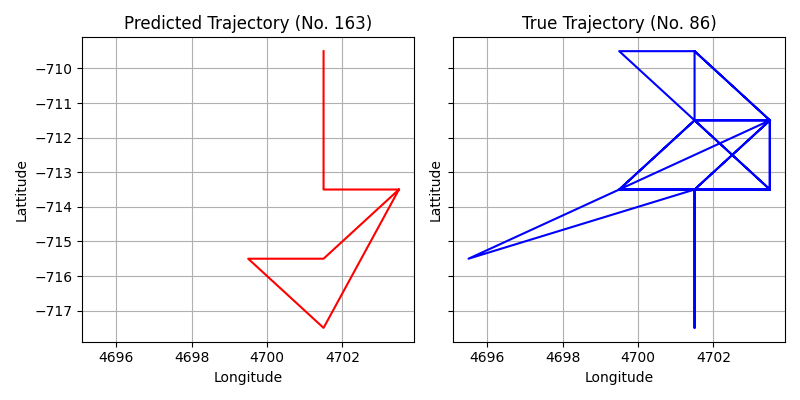 Predicted Trajectory (No. 163)
Lattitude
−710
−711
−712
−713
−714
−715
−716
−717
4696 4698 4700 4702
Longitude
True Trajectory (No. 86)
Lattitude
4696 4698 4700 4702
Longitude